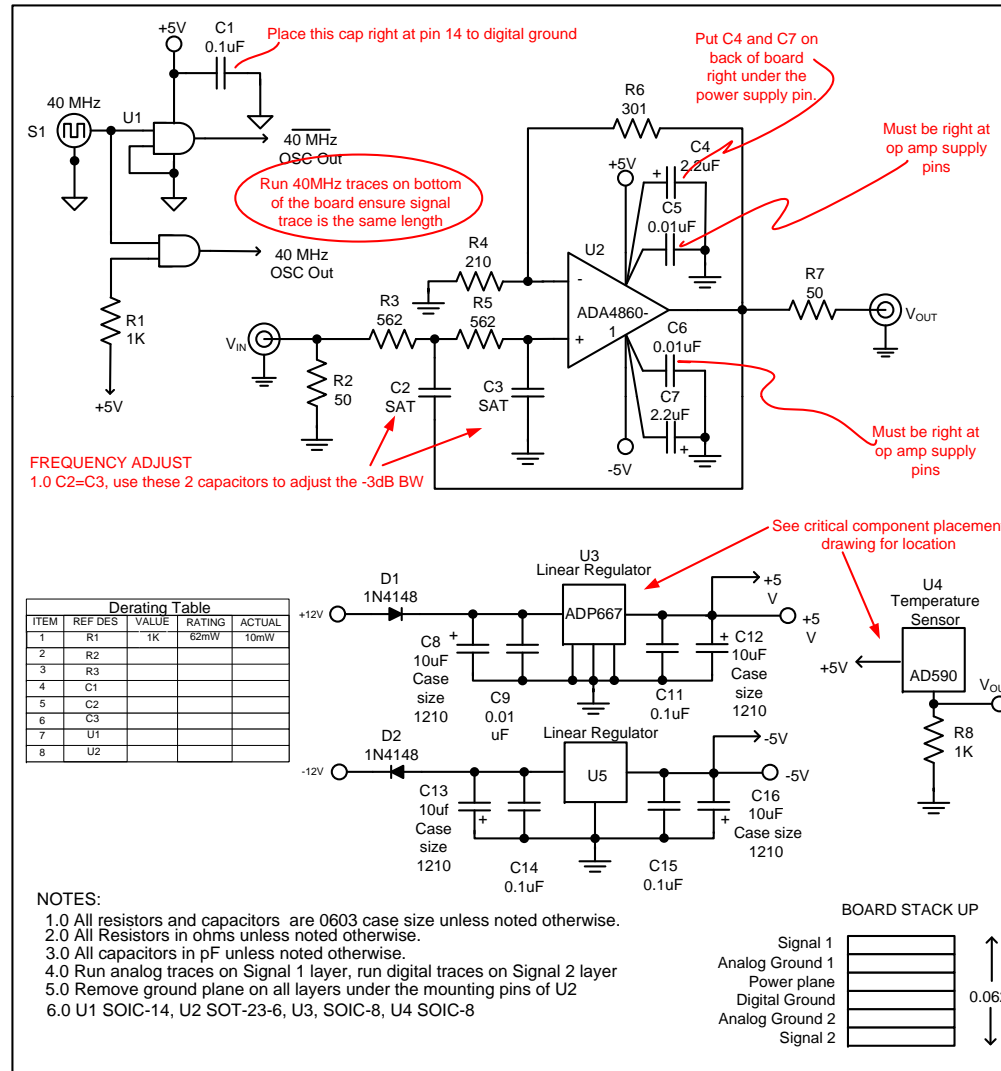 +5V
C1
0.1uF
Place this cap right at pin 14 to digital ground
40 MHz
S1
U1
40 MHz
OSC Out
Run 40MHz traces on bottom
of the board ensure signal
trace is the same length
40 MHz
OSC Out
R1
1K
+5V
Put C4 and C7 on
back of board
right under the
power supply pin.
Must be right at
op amp supply
pins
R6
301
+5V
C4
2.2uF
+
C5
0.01uF
U2
R4
210
-
ADA4860-
1
+
R3
562
R5
562
VIN
R2
50
C2
SAT
C3
SAT
C6
0.01uF
C7
2.2uF
+
-5V
R7
50
VOUT
Must be right at
op amp supply
pins
FREQUENCY ADJUST
1.0 C2=C3, use these 2 capacitors to adjust the -3dB BW
See critical component placemen
drawing for location
Derating Table
ITEM REF DES VALUE RATING ACTUAL
1 R1 1K 62mW 10mW
2 R2
3 R3
4 C1
5 C2
6 C3
7 U1
8 U2
D1
1N4148
+12V
U3
Linear Regulator
ADP667
+
C8
10uF
Case
size
1210
C9
0.01
uF
C11
0.1uF
+
C12
10uF
Case
size
1210
+5
V
+5
V
U4
Temperature
Sensor
+5V
AD590
VOU
R8
1K
D2
1N4148
-12V
Linear Regulator
U5
C13
10uf
Case
size
1210
+
C14
0.1uF
C15
0.1uF
+
C16
10uF
Case
size
1210
-5V
-5V
NOTES:
1.0 All resistors and capacitors are 0603 case size unless noted otherwise.
2.0 All Resistors in ohms unless noted otherwise.
3.0 All capacitors in pF unless noted otherwise.
4.0 Run analog traces on Signal 1 layer, run digital traces on Signal 2 layer
5.0 Remove ground plane on all layers under the mounting pins of U2
6.0 U1 SOIC-14, U2 SOT-23-6, U3, SOIC-8, U4 SOIC-8
BOARD STACK UP
Signal 1
Analog Ground 1
Power plane
Digital Ground
Analog Ground 2
Signal 2